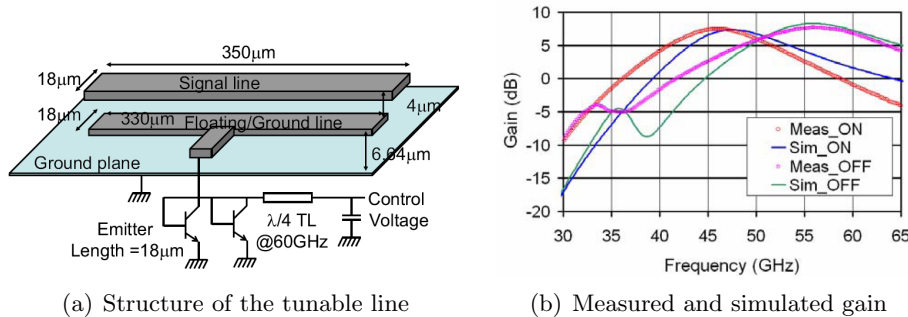 350μm
18μm
Signal line
18μm
330μm
Floating/Ground line
4μm
6.64μm
Ground plane
Emitter
Length =18μm
λ/4 TL
@60GHz
Control
Voltage
(a) Structure of the tunable line
10
5
0
-5
-10
-15
-20
Gain (dB)
Meas_ON
Sim_ON
Meas_OFF
Sim_OFF
30 35 40 45 50 55 60 65
Frequency (GHz)
(b) Measured and simulated gain